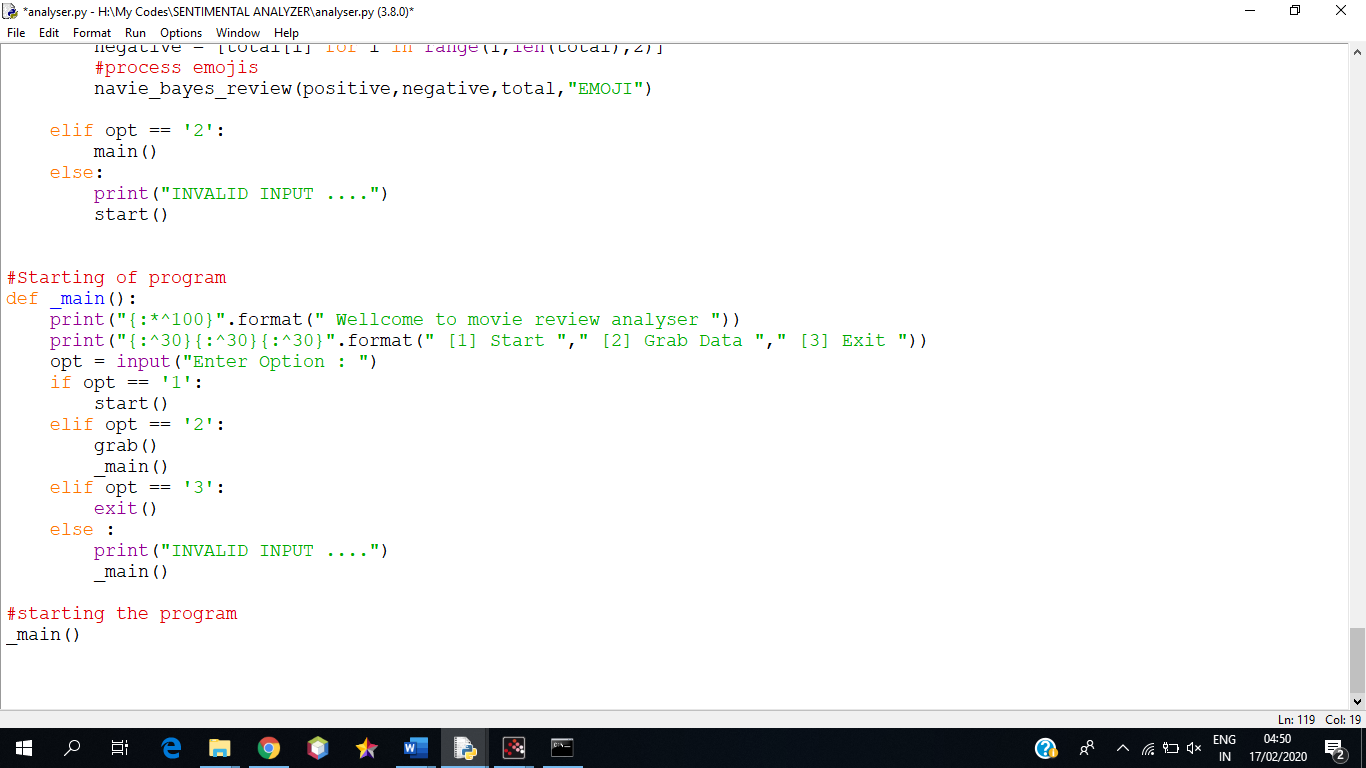 *analyser.py - H:\My Codes\SENTIMENTAL ANALYZER\analyser.py (3.8.0)*
File Edit Format Run Options Window Help
negative = [total[i] for i in range(1,len(total),2)]
#process emojis
navie_bayes_review(positive,negative,total,"EMOJI")
elif opt == '2':
main()
else:
print("INVALID INPUT ....")
start()
#Starting of program
def _main():
print("{:*^100}".format(" Wellcome to movie review analyser "))
print("{:^30}{:^30}{:^30}".format(" [1] Start "," [2] Grab Data "," [3] Exit "))
opt = input("Enter Option : ")
if opt == '1':
start()
elif opt == '2':
grab()
_main()
elif opt == '3':
exit()
else :
print("INVALID INPUT ....")
_main()
#starting the program
_main()
Ln: 119 Col: 19
ENG
IN
04:50
17/02/2020
2